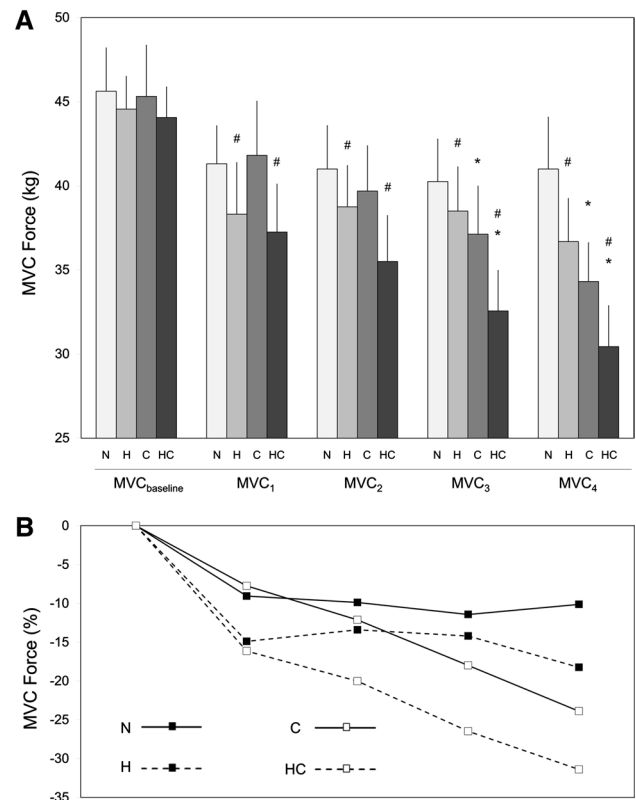 A
MVC Force (kg)
50
45
40
35
30
25
# # # # # * # * # * # *
N H C HC N H C HC N H C HC N H C HC N H C HC
MVCbaseline MVC1 MVC2 MVC3 MVC4
B
MVC Force (%)
0
-5
-10
-15
-20
-25
-30
-35
N C
H HC